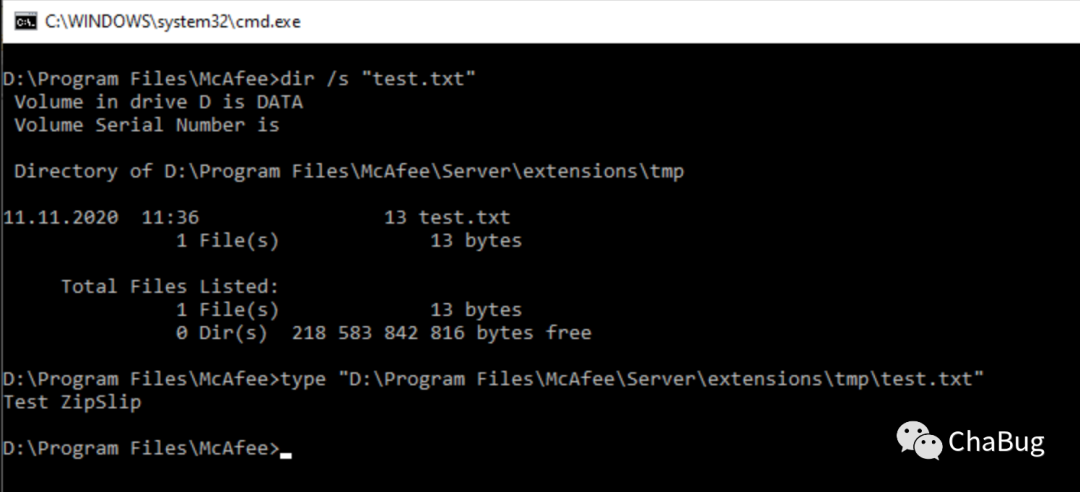 C:\WINDOWS\system32\cmd.exe
D:\Program Files\McAfee>dir /s "test.txt"
Volume in drive D is DATA
Volume Serial Number is
Directory of D:\Program Files\McAfee\Server\extensions\tmp
11.11.2020  11:36                13 test.txt
1 File(s)             13 bytes
Total Files Listed:
1 File(s)             13 bytes
0 Dir(s)  218 583 842 816 bytes free
D:\Program Files\McAfee>type "D:\Program Files\McAfee\Server\extensions\tmp\test.txt"
Test ZipSlip
D:\Program Files\McAfee>
ChaBug